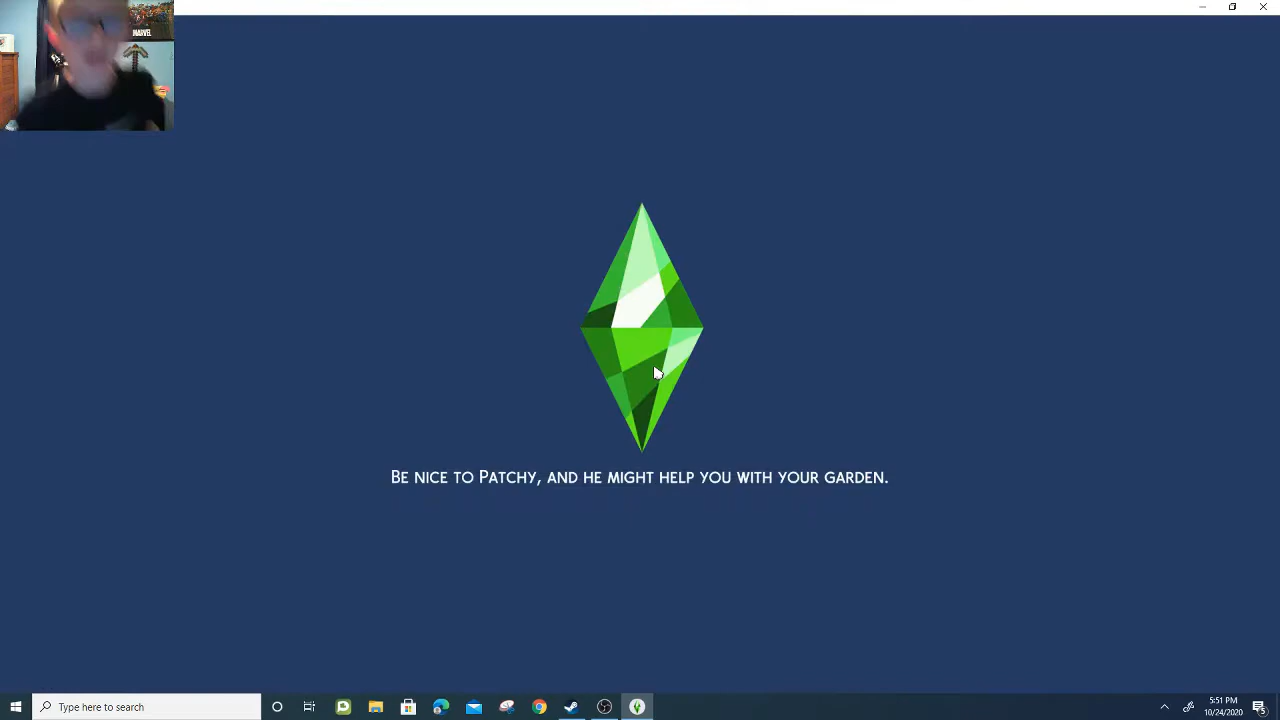 MARVEL
Be nice to Patchy, and he might help you with your garden.
Type here to search
5:51 PM
10/24/2020